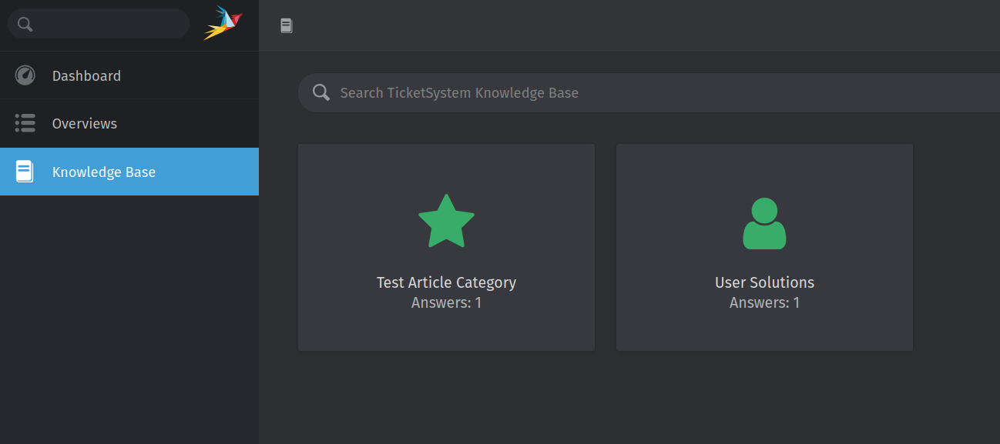 Dashboard
Overviews
Knowledge Base
Search TicketSystem Knowledge Base
Test Article Category
Answers: 1
User Solutions
Answers: 1